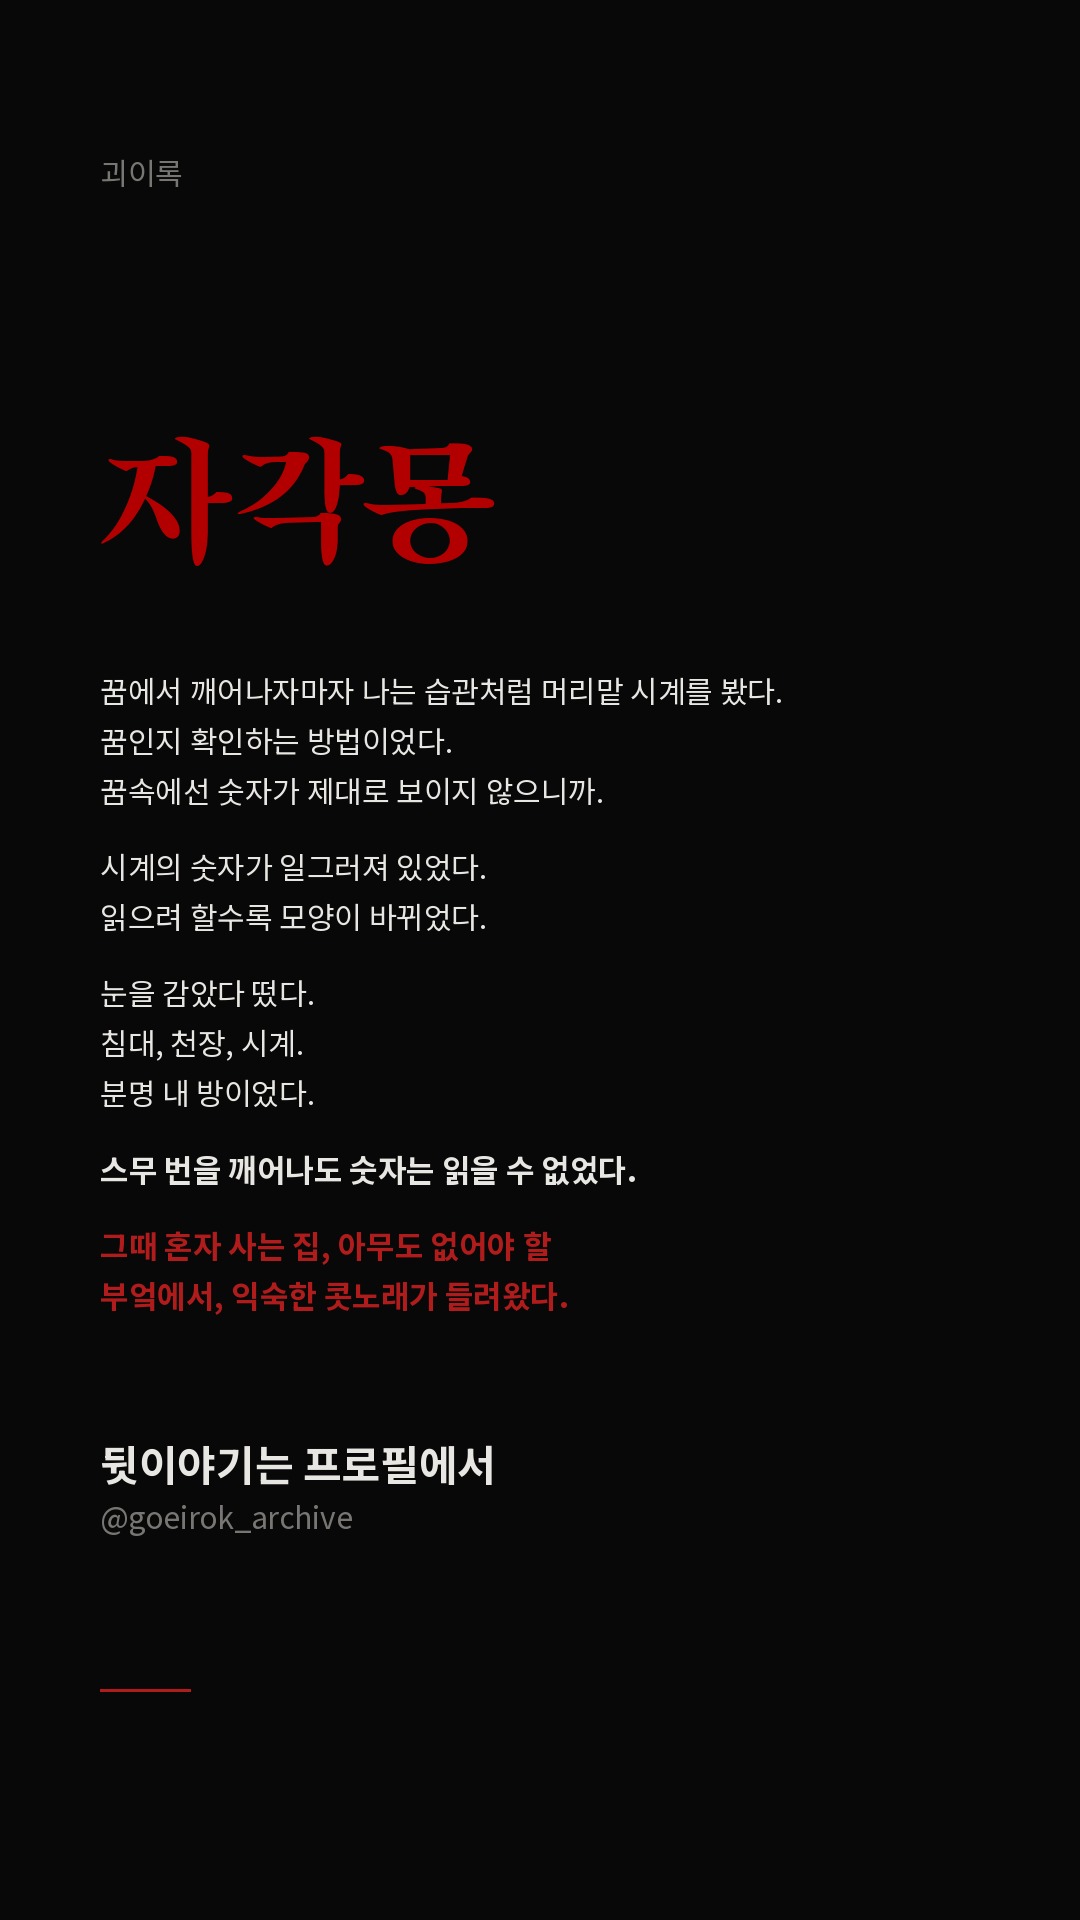 괴이록
자각몽
꿈에서 깨어나자마자 나는 습관처럼 머리맡 시계를 봤다.
꿈인지 확인하는 방법이었다.
꿈속에선 숫자가 제대로 보이지 않으니까.
시계의 숫자가 일그러져 있었다.
읽으려 할수록 모양이 바뀌었다.
눈을 감았다 떴다.
침대, 천장, 시계.
분명 내 방이었다.
스무 번을 깨어나도 숫자는 읽을 수 없었다.
그때 혼자 사는 집, 아무도 없어야 할
부엌에서, 익숙한 콧노래가 들려왔다.
뒷이야기는 프로필에서
@goeirok_archive